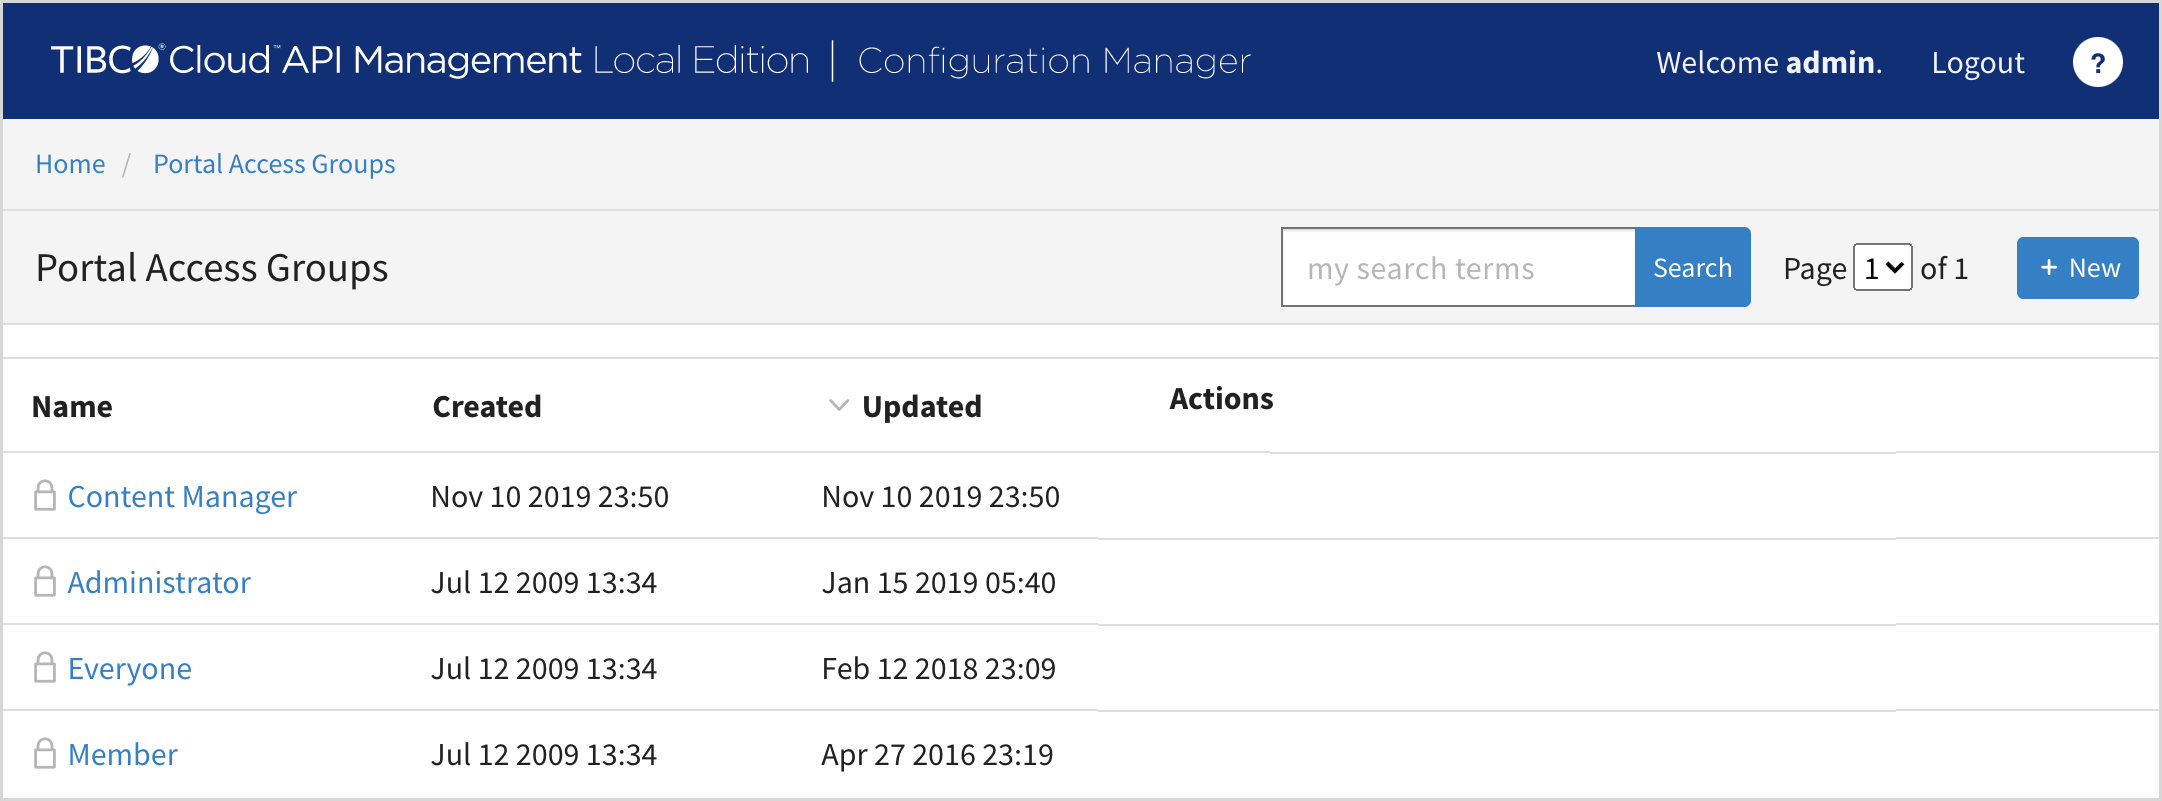 TIBCO® Cloud™ API Management Local Edition | Configuration Manager
Welcome admin. Logout ?
Home / Portal Access Groups
Portal Access Groups
my search terms Search Page 1 of 1 + New
Name Created Updated Actions
Content Manager Nov 10 2019 23:50 Nov 10 2019 23:50
Administrator Jul 12 2009 13:34 Jan 15 2019 05:40
Everyone Jul 12 2009 13:34 Feb 12 2018 23:09
Member Jul 12 2009 13:34 Apr 27 2016 23:19